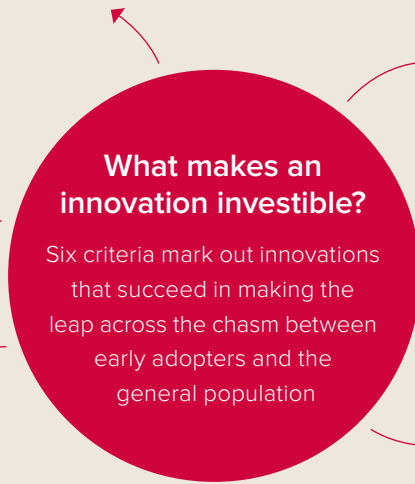 What makes an
innovation investible?
Six criteria mark out innovations
that succeed in making the
leap across the chasm between
early adopters and the
general population